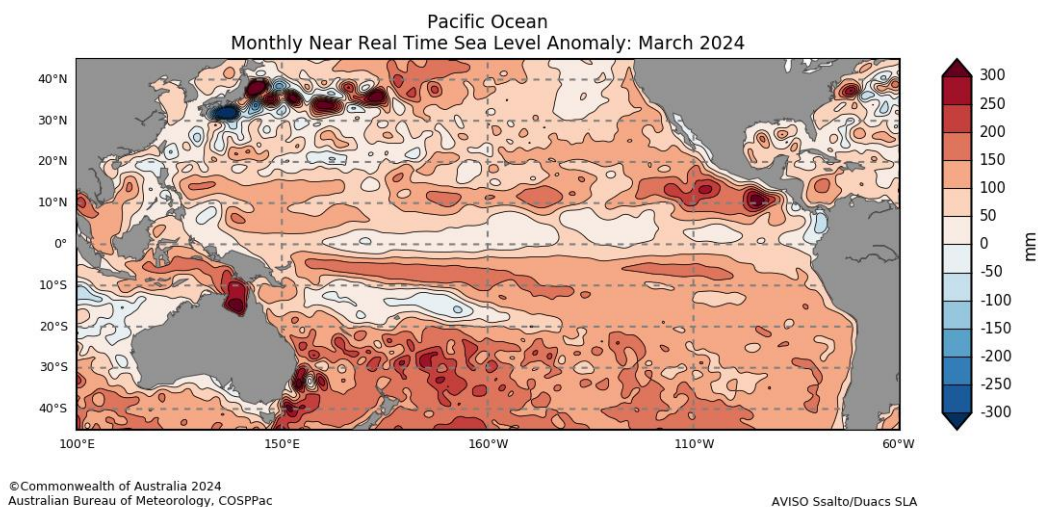 Pacific Ocean
Monthly Near Real Time Sea Level Anomaly: March 2024
40°N
30°N
20°N
10°N
0°
10°S
20°S
30°S
40°S
100°E
150°E
160°W
110°W
60°W
300
250
200
150
100
50
0
-50
-100
-150
-200
-250
-300
mm
©Commonwealth of Australia 2024
Australian Bureau of Meteorology, COSPPac
AVISO Ssalto/Duacs SLA